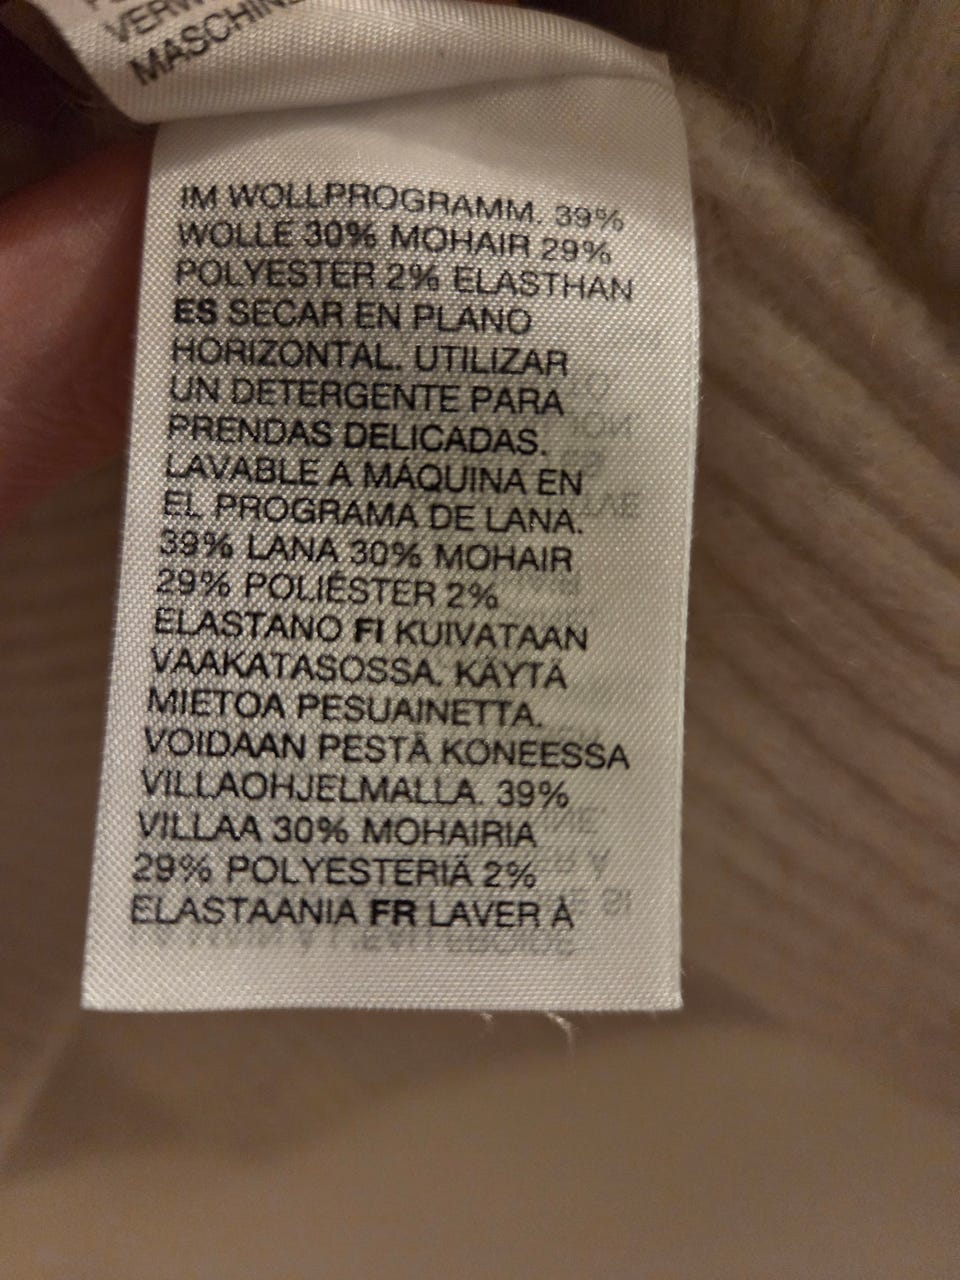 VERW
MASCHINE
IM WOLLPROGRAMM. 39%
WOLLE 30% MOHAIR 29%
POLYESTER 2% ELASTHAN
ES SECAR EN PLANO
HORIZONTAL. UTILIZAR
UN DETERGENTE PARA
PRENDAS DELICADAS.
LAVABLE A MÁQUINA EN
EL PROGRAMA DE LANA.
39% LANA 30% MOHAIR
29% POLIÉSTER 2%
ELASTANO FI KUIVATAAN
VAAKATASOSSA. KÄYTÄ
MIETOA PESUAINETTA.
VOIDAAN PESTÄ KONEESSA
VILLAOHJELMALLA. 39%
VILLAA 30% MOHAIRIA
29% POLYESTERIÄ 2%
ELASTAANIA FR LAVER À